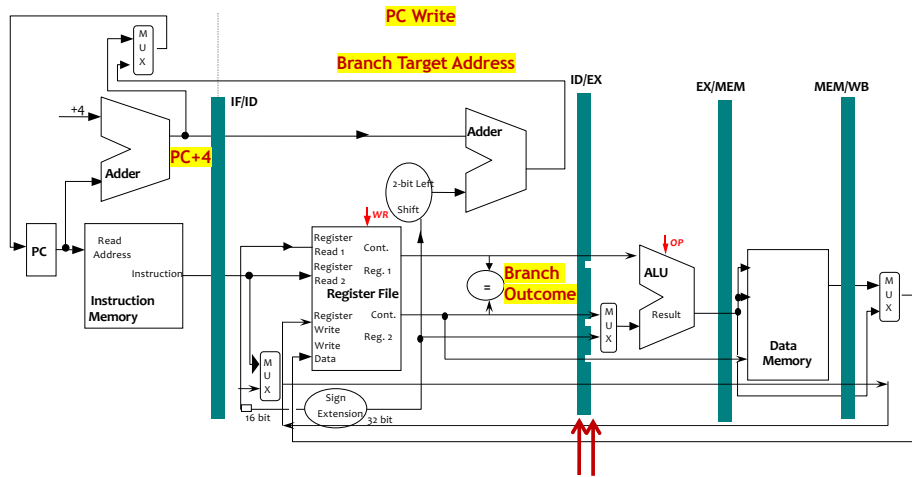 PC Write
M
U
X
Branch Target Address
ID/EX
EX/MEM
MEM/WB
IF/ID
+4
Adder
PC+4
Adder
2-bit Left
Shift
WR
OP
PC
Read
Address
Instruction
Instruction
Memory
Register
Read 1
Cont.
Register
Read 2
Reg. 1
Register File
Register
Write
Cont.
Write
Data
Reg. 2
=
Branch
Outcome
M
U
X
ALU
Result
Data
Memory
M
U
X
M
U
X
Sign
Extension
16 bit
32 bit